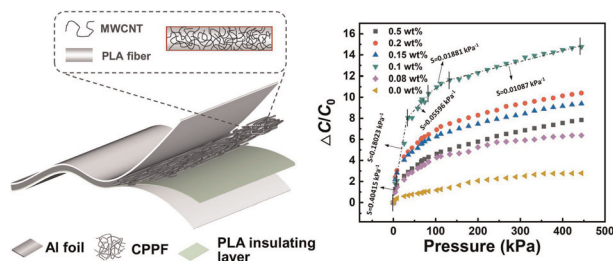 MWCNT
PLA fiber
Al foil
CPPF
PLA insulating
layer
ΔC/C₀
16
14
12
10
8
6
4
2
0
0.5 wt%
0.2 wt%
0.15 wt%
0.1 wt%
0.08 wt%
0.0 wt%
S=0.01881 kPa⁻¹
S=0.01087 kPa⁻¹
S=0.05596 kPa⁻¹
S=0.18023 kPa⁻¹
S=0.40415 kPa⁻¹
0 100 200 300 400 500
Pressure (kPa)